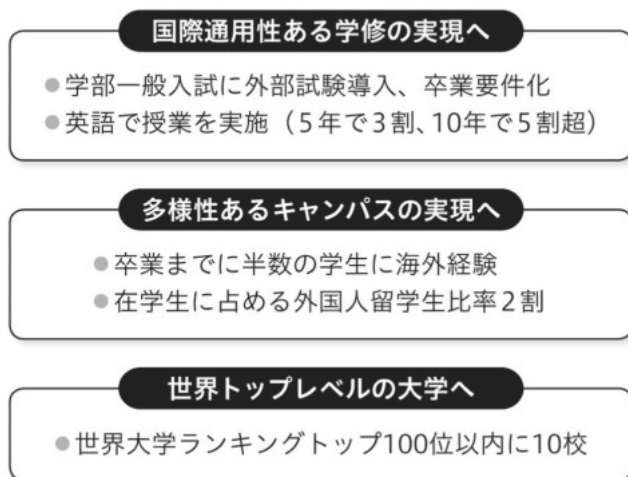 国際通用性ある学修の実現へ
●学部一般入試に外部試験導入、卒業要件化
●英語で授業を実施（5年で3割、10年で5割超）
多様性あるキャンパスの実現へ
●卒業までに半数の学生に海外経験
●在学生に占める外国人留学生比率2割
世界トップレベルの大学へ
●世界大学ランキングトップ100位以内に10校